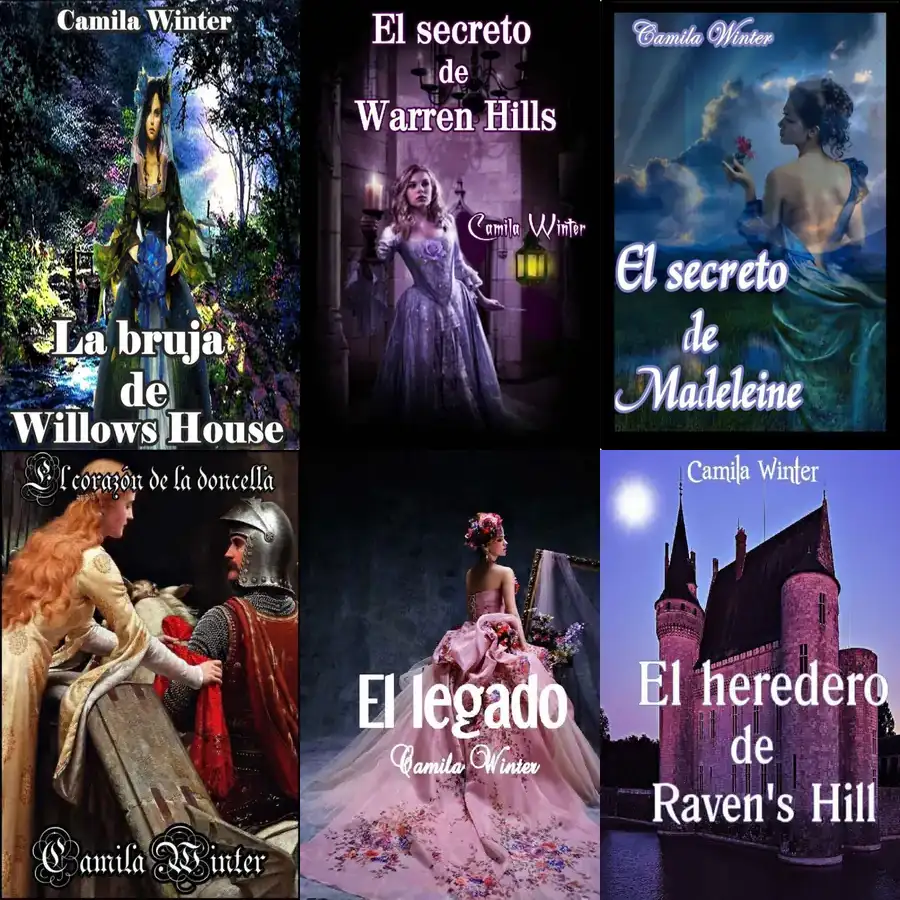 Camila Winter
La bruja
de
Willows House
El secreto
de
Warren Hills
Camila Winter
Camila Winter
El secreto
de
Madeleine
El corazón de la doncella
Camila Winter
El legado
Camila Winter
Camila Winter
El heredero
de
Raven's Hill